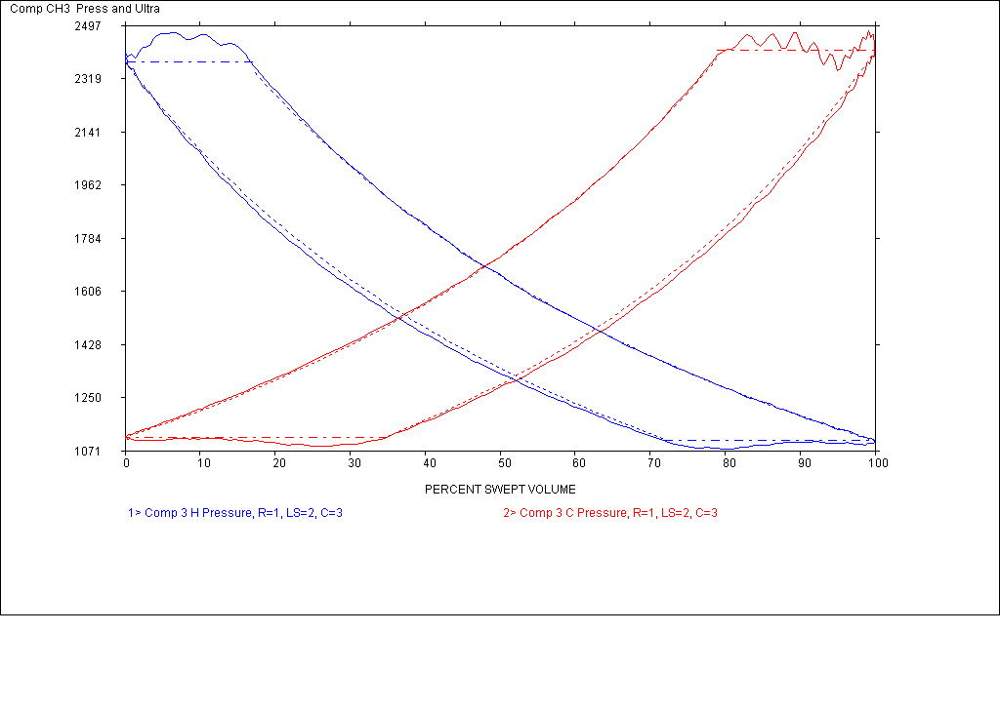 Comp CH3 Press and Ultra
2497
2319
2141
1962
1784
1606
1428
1250
1071
0 10 20 30 40 50 60 70 80 90 100
PERCENT SWEPT VOLUME
1> Comp 3 H Pressure, R=1, LS=2, C=3 2> Comp 3 C Pressure, R=1, LS=2, C=3